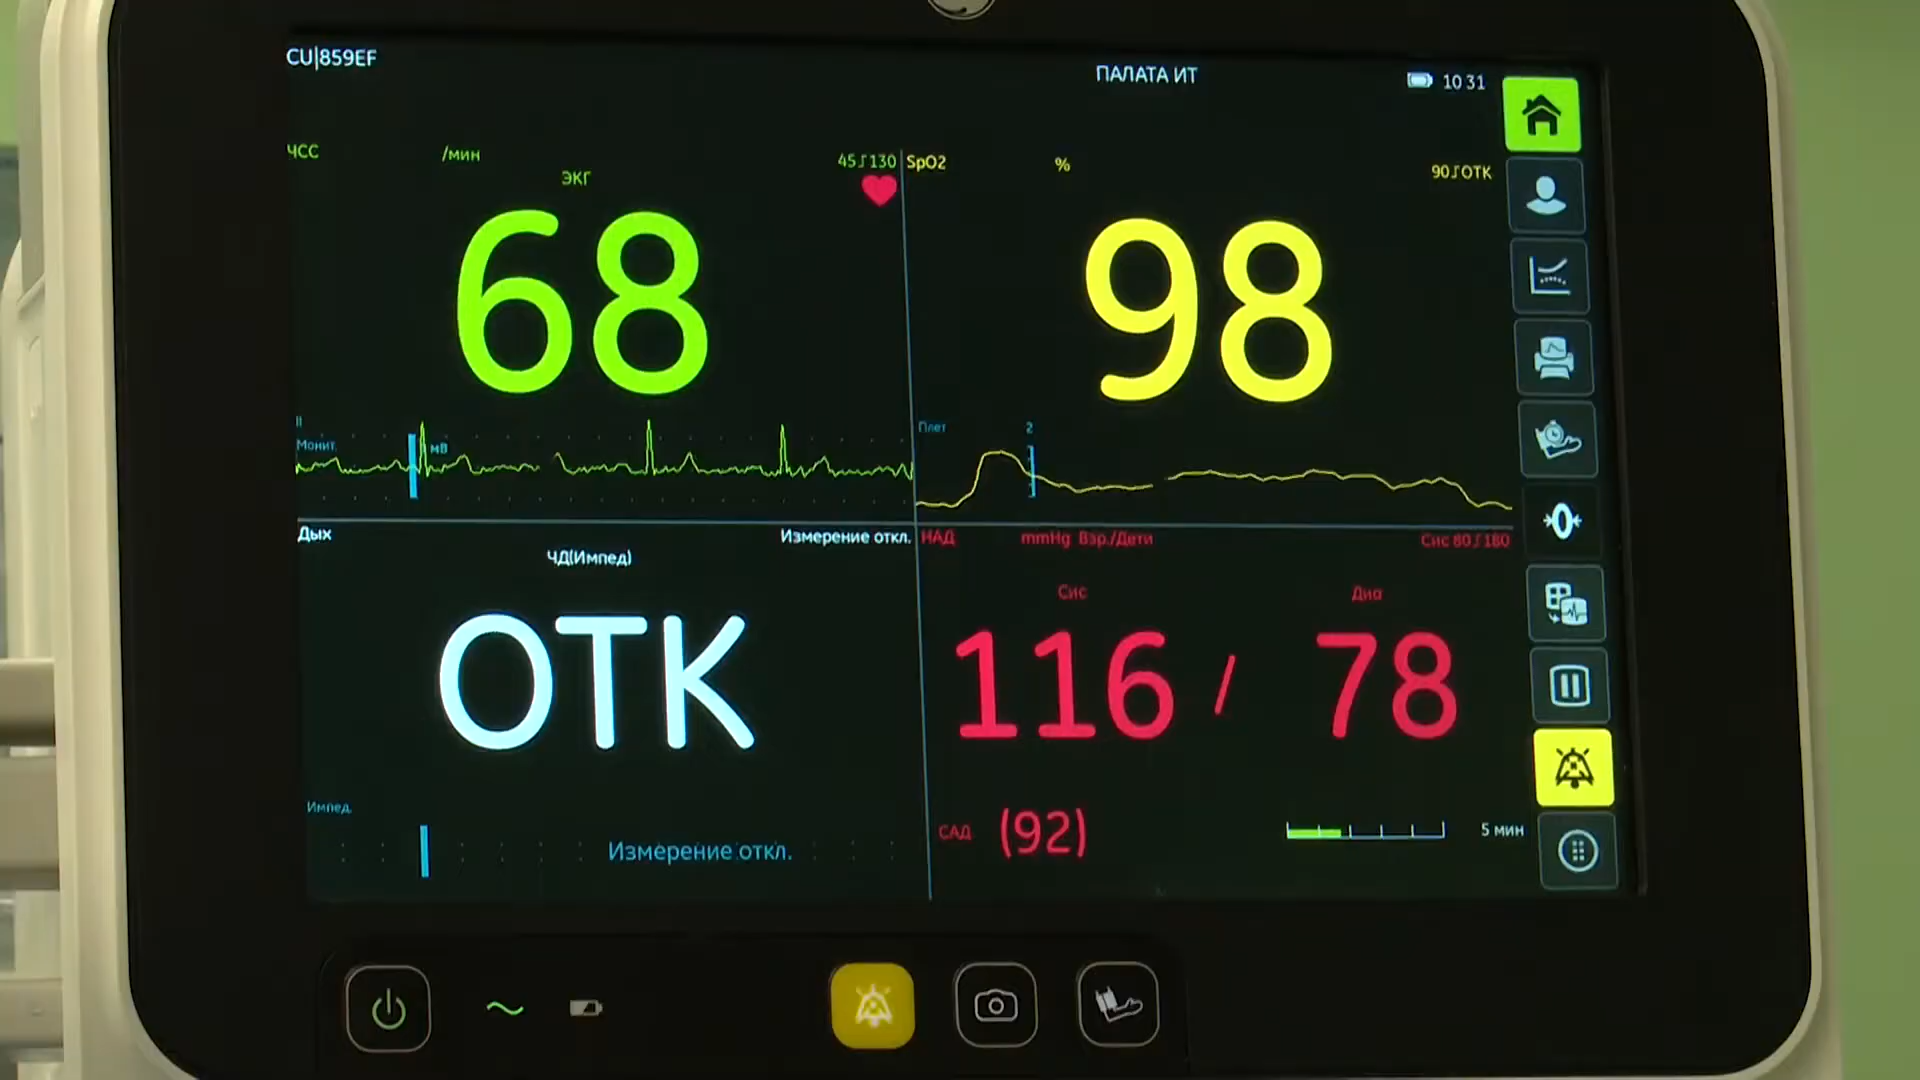 CU|859EF
ПАЛАТА ИТ
10 31
ЧСС /мин
ЭКГ
45⎎130
68
SpO2 %
90⎎ОТК
98
II
Монит.
мВ
Плет 2
Дых Измерение откл.
ЧД(Импед)
ОТК
Импед.
Измерение откл.
НАД mmHg Взр./Дети Сис 80⎎180
Сис Диа
116 / 78
САД (92)
5 мин